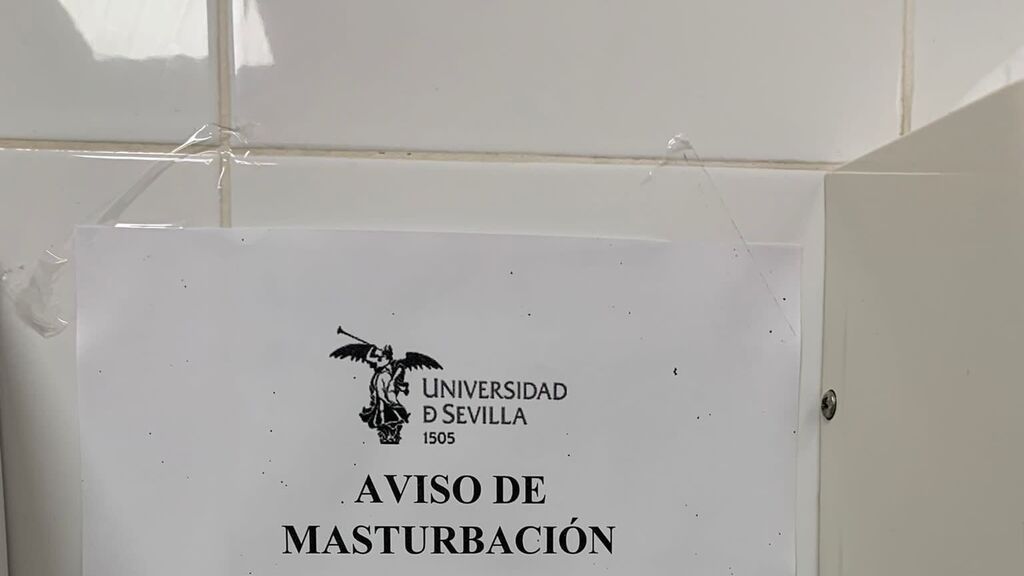 UNIVERSIDAD
Đ SEVILLA
1505
AVISO DE
MASTURBACIÓN